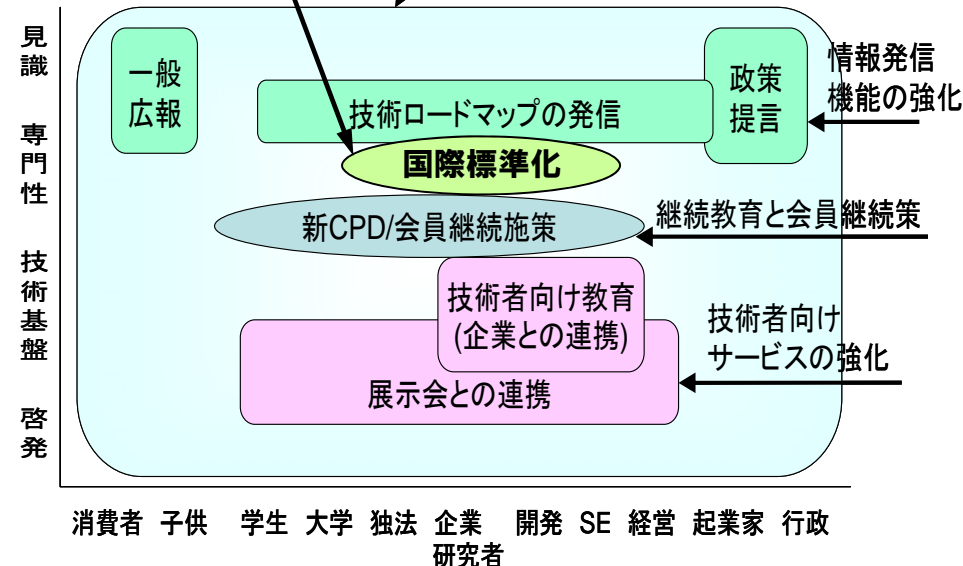 見識
専門性
技術基盤
啓発
一般
広報
技術ロードマップの発信
政策
提言
情報発信
機能の強化
国際標準化
新CPD/会員継続施策
継続教育と会員継続策
技術者向け教育
(企業との連携)
技術者向け
サービスの強化
展示会との連携
消費者 子供 学生 大学 独法 企業 開発 SE 経営 起業家 行政
研究者